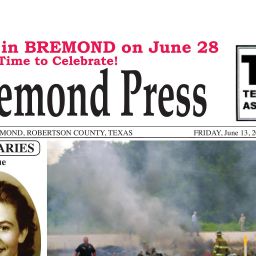 in BREMOND on June 28
Time to Celebrate!
emond Press
TE
AS
MOND, ROBERTSON COUNTY, TEXAS
FRIDAY, June 13, 2
ARIES
ue